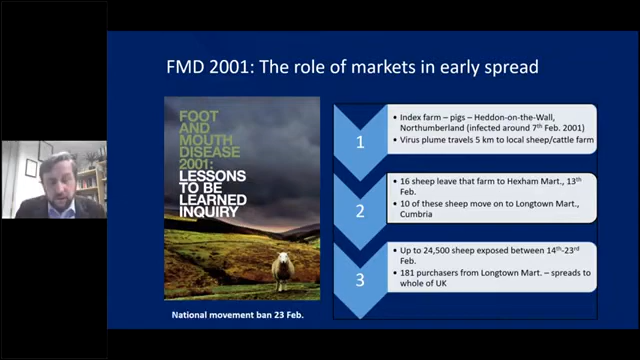 FMD 2001: The role of markets in early spread
FOOT
AND
MOUTH
DISEASE
2001:
LESSONS
TO BE
LEARNED
INQUIRY
National movement ban 23 Feb.
1
• Index farm – pigs – Heddon-on-the-Wall,
Northumberland (infected around 7th Feb. 2001)
• Virus plume travels 5 km to local sheep/cattle farm
2
• 16 sheep leave that farm to Hexham Mart., 13th
Feb.
• 10 of these sheep move on to Longtown Mart.,
Cumbria
3
• Up to 24,500 sheep exposed between 14th-23rd
Feb.
• 181 purchasers from Longtown Mart. – spreads to
whole of UK